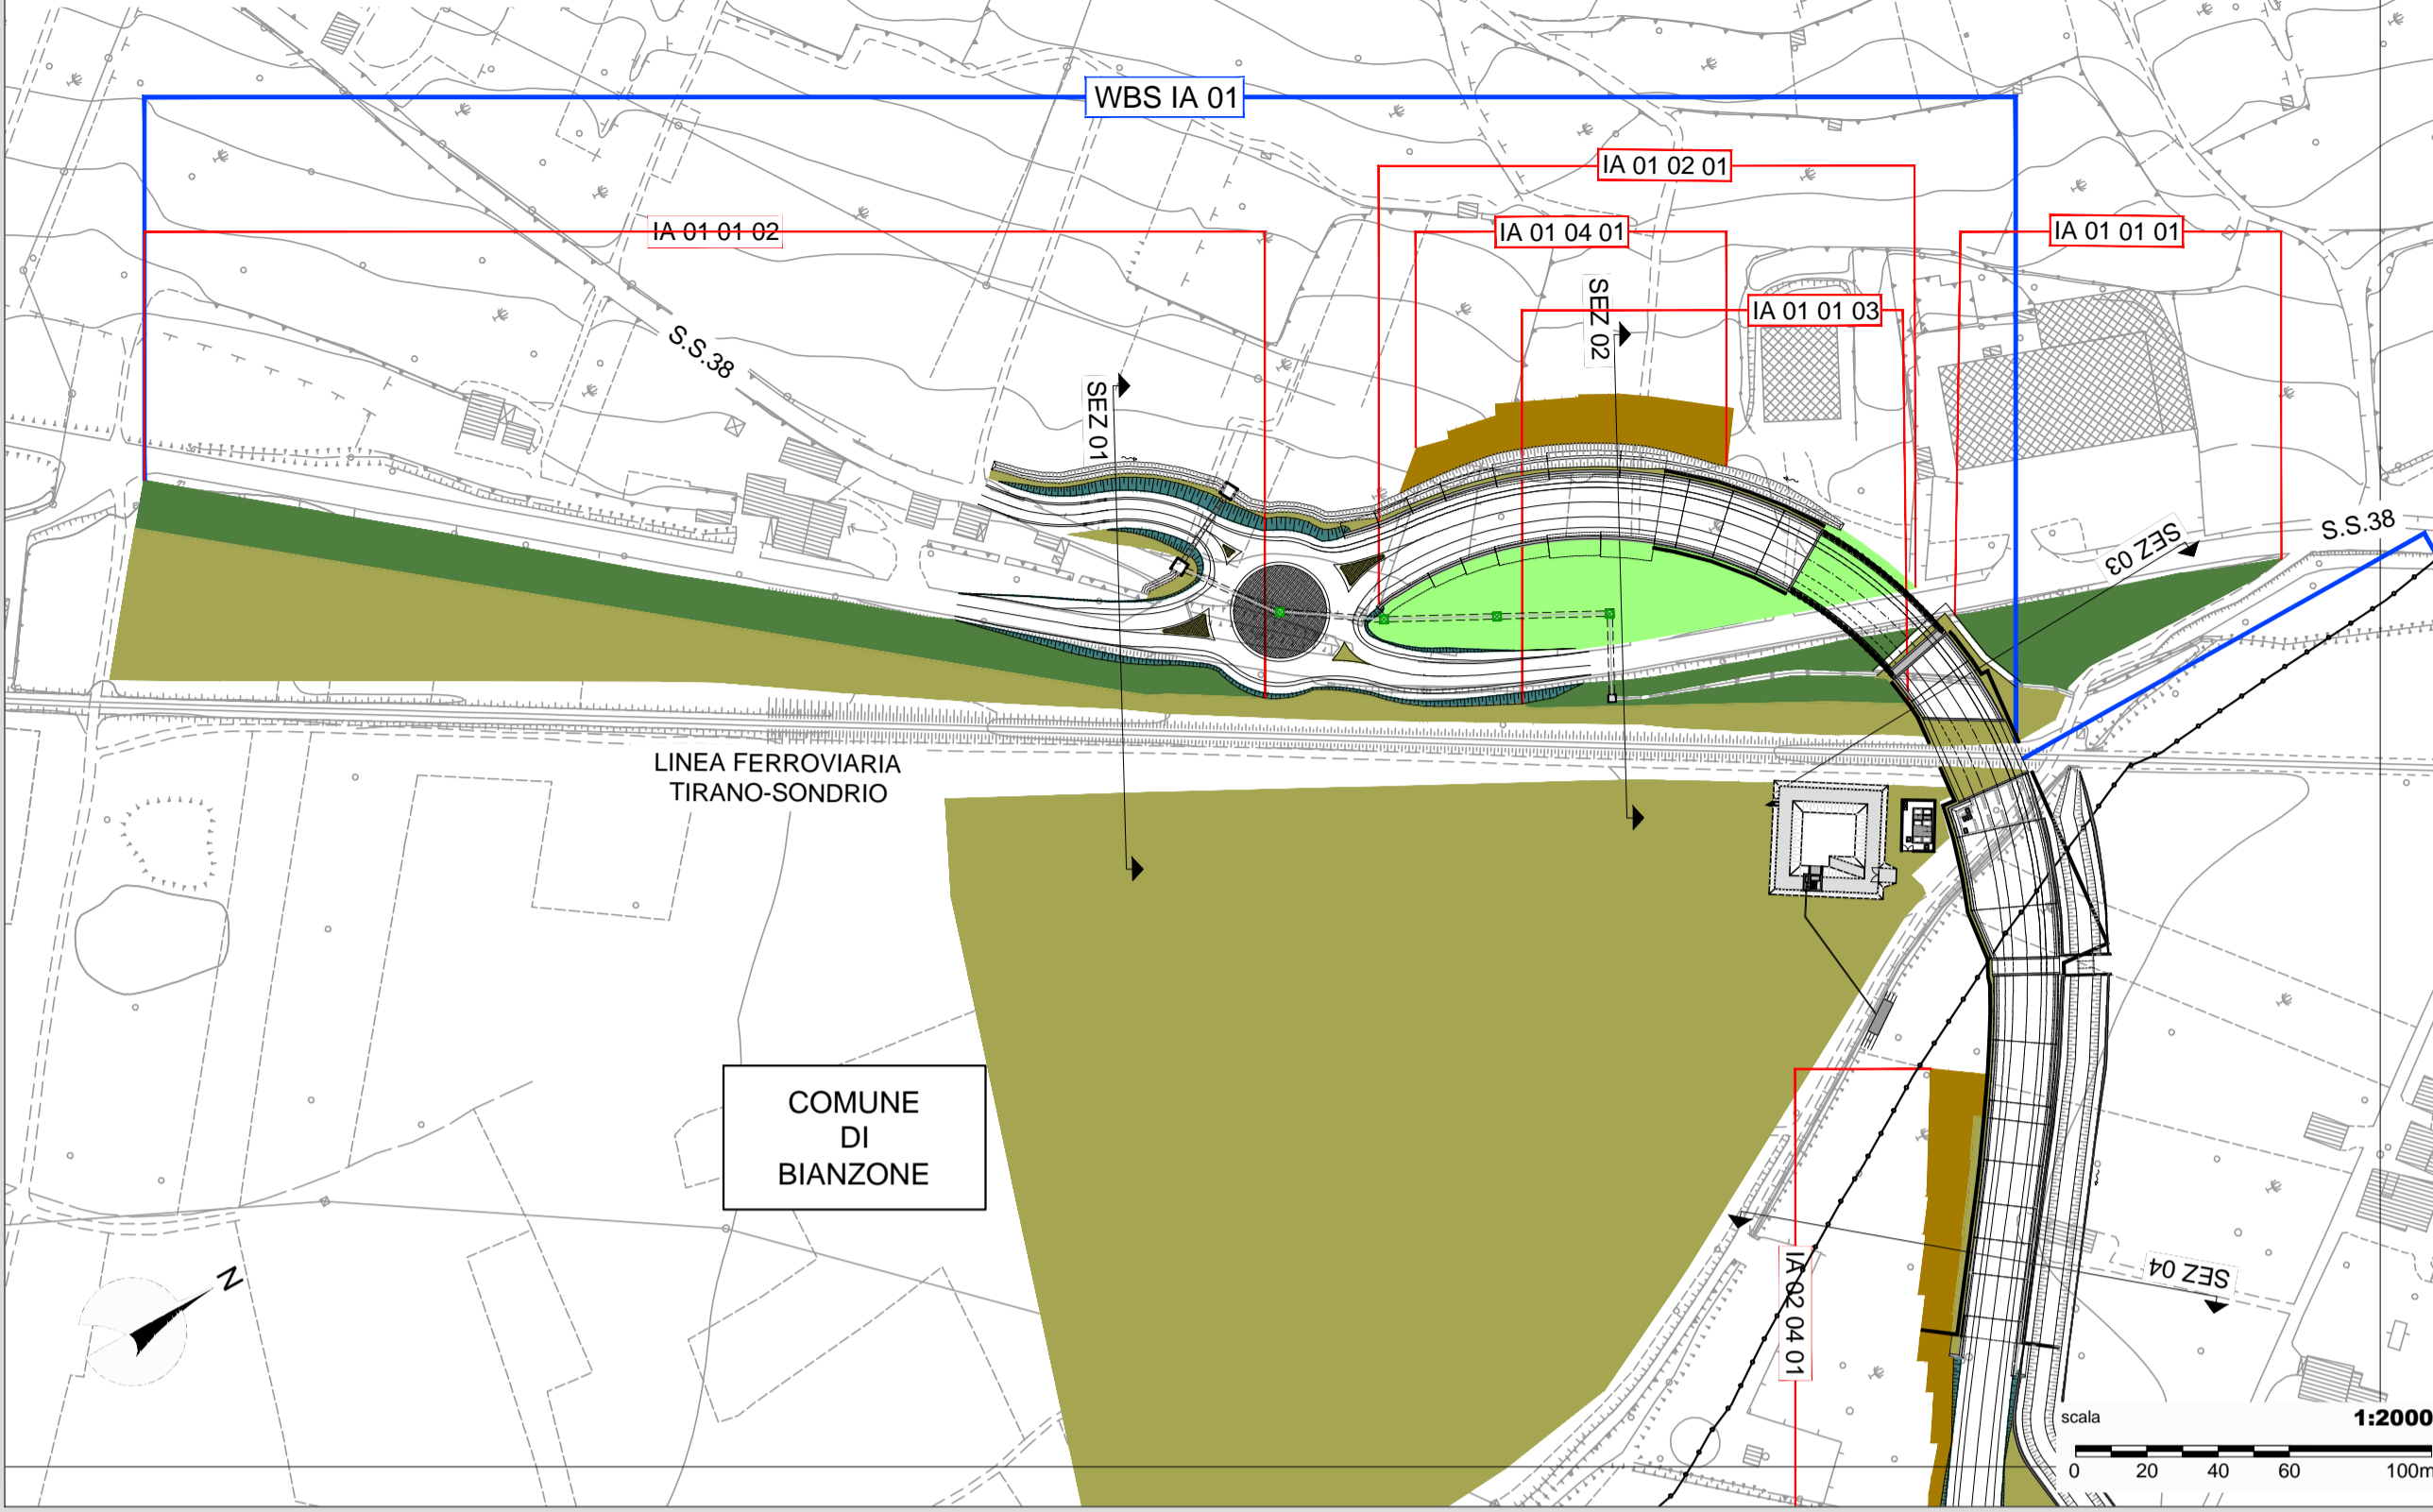 WBS IA 01
IA 01 02 01
IA 01 01 02
IA 01 04 01
IA 01 01 01
IA 01 01 03
SEZ 02
S.S.38
SEZ 01
S.S.38
SEZ 03
LINEA FERROVIARIA
TIRANO-SONDRIO
COMUNE
DI
BIANZONE
N
IA 02 04 01
SEZ 04
scala 1:2000
0 20 40 60 100m